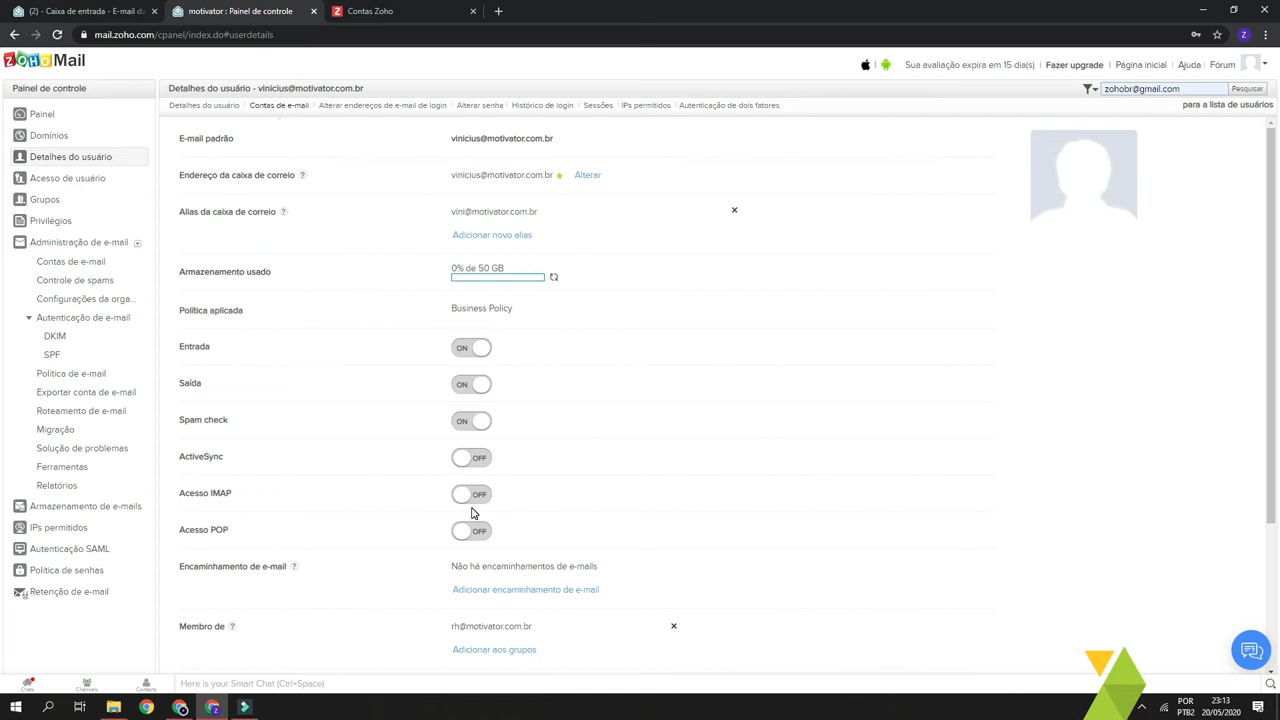 (2) - Caixa de entrada - E-mail da
motivator : Painel de controle
Contas Zoho
mail.zoho.com/cpanel/index.do#userdetails
ZOHO Mail
Sua avaliação expira em 15 dia(s)
Fazer upgrade
Página inicial
Ajuda
Fórum
Painel de controle
Detalhes do usuário - vinicius@motivator.com.br
zohobr@gmail.com
Pesquisar
Detalhes do usuário
Contas de e-mail
Alterar endereços de e-mail de login
Alterar senha
Histórico de login
Sessões
IPs permitidos
Autenticação de dois fatores
para a lista de usuários
Painel
Domínios
Detalhes do usuário
Acesso de usuário
Grupos
Privilégios
Administração de e-mail
Contas de e-mail
Controle de spams
Configurações da orga...
Autenticação de e-mail
DKIM
SPF
Política de e-mail
Exportar conta de e-mail
Roteamento de e-mail
Migração
Solução de problemas
Ferramentas
Relatórios
Armazenamento de e-mails
IPs permitidos
Autenticação SAML
Política de senhas
Retenção de e-mail
E-mail padrão
vinicius@motivator.com.br
Endereço da caixa de correio ?
vinicius@motivator.com.br
Alterar
Alias da caixa de correio ?
vini@motivator.com.br
Adicionar novo alias
Armazenamento usado
0% de 50 GB
Política aplicada
Business Policy
Entrada
ON
Saída
ON
Spam check
ON
ActiveSync
OFF
Acesso IMAP
OFF
Acesso POP
OFF
Encaminhamento de e-mail ?
Não há encaminhamentos de e-mails
Adicionar encaminhamento de e-mail
Membro de ?
rh@motivator.com.br
Adicionar aos grupos
Chats
Channels
Contacts
Here is your Smart Chat (Ctrl+Space)
POR
PTB2
23:13
20/05/2020